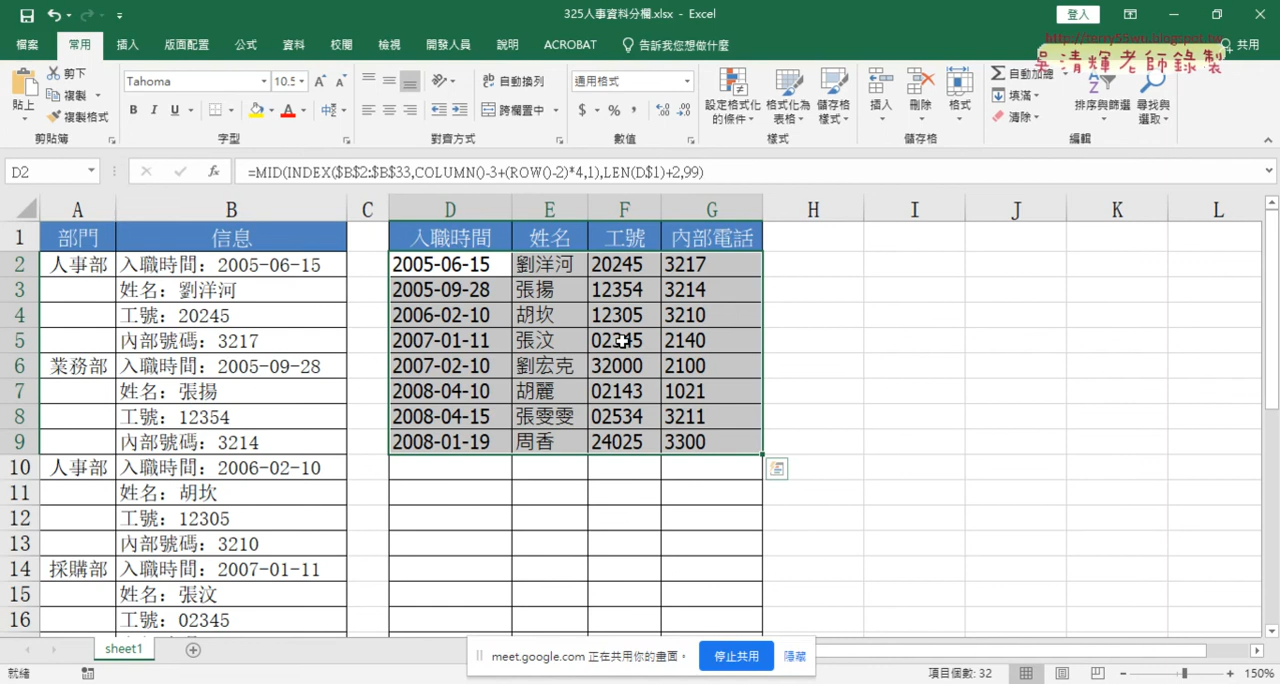 325人事資料分欄.xlsx - Excel
登入
檔案 常用 插入 版面配置 公式 資料 校閱 檢視 開發人員 說明 ACROBAT 告訴我您想做什麼 共用
http://terry55wu.blogspot.tw
吳清輝老師錄製
貼上 剪下 複製 複製格式 剪貼簿
Tahoma 10.5 字型
自動換列 跨欄置中 對齊方式
通用格式 數值
設定格式化的條件 格式化為表格 儲存格樣式 樣式
插入 刪除 格式 儲存格
自動加總 填滿 清除 排序與篩選 尋找與選取 編輯
D2 =MID(INDEX($B$2:$B$33,COLUMN()-3+(ROW()-2)*4,1),LEN(D$1)+2,99)
A B C D E F G H I J K L
1 部門 信息 入職時間 姓名 工號 內部電話
2 人事部 入職時間：2005-06-15 2005-06-15 劉洋河 20245 3217
3 姓名：劉洋河 2005-09-28 張揚 12354 3214
4 工號：20245 2006-02-10 胡坎 12305 3210
5 內部號碼：3217 2007-01-11 張汶 02345 2140
6 業務部 入職時間：2005-09-28 2007-02-10 劉宏克 32000 2100
7 姓名：張揚 2008-04-10 胡麗 02143 1021
8 工號：12354 2008-04-15 張雯雯 02534 3211
9 內部號碼：3214 2008-01-19 周香 24025 3300
10 人事部 入職時間：2006-02-10
11 姓名：胡坎
12 工號：12305
13 內部號碼：3210
14 採購部 入職時間：2007-01-11
15 姓名：張汶
16 工號：02345
sheet1
meet.google.com 正在共用你的畫面。 停止共用 隱藏
就緒 項目個數: 32 150%